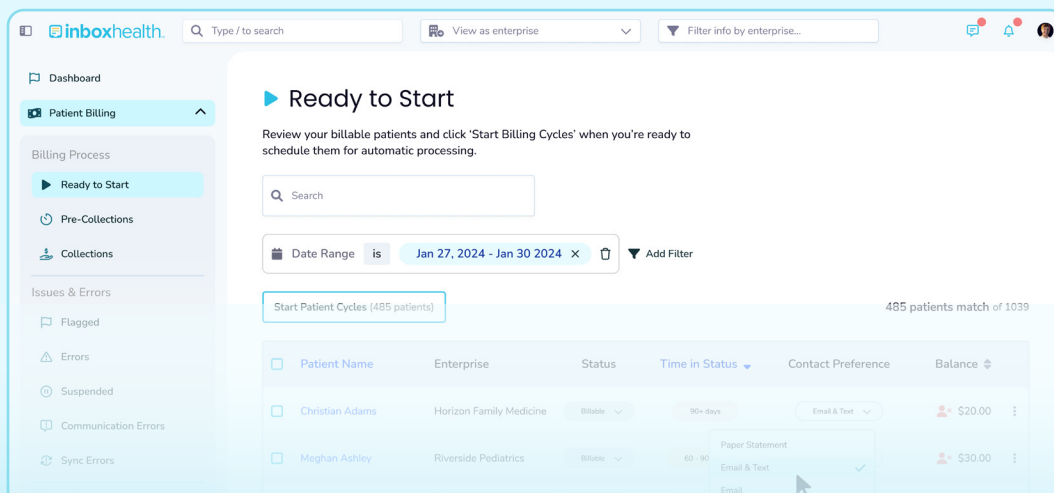 inboxhealth.
Type / to search
View as enterprise
Filter info by enterprise...
Dashboard
Patient Billing
Billing Process
Ready to Start
Pre-Collections
Collections
Issues & Errors
Flagged
Errors
Suspended
Communication Errors
Sync Errors
Ready to Start
Review your billable patients and click ‘Start Billing Cycles’ when you’re ready to
schedule them for automatic processing.
Search
Date Range is Jan 27, 2024 - Jan 30 2024 ×
Add Filter
Start Patient Cycles (485 patients)
485 patients match of 1039
Patient Name Enterprise Status Time in Status Contact Preference Balance
Christian Adams Horizon Family Medicine Billable 90+ days Email & Text $20.00
Meghan Ashley Riverside Pediatrics Billable 60 - 90 $30.00
Paper Statement
Email & Text
Email